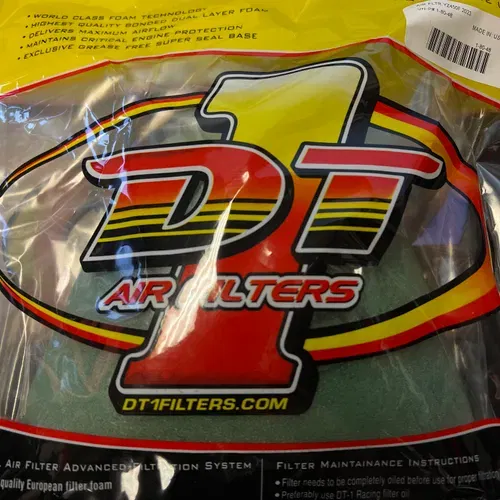 • WORLD CLASS FOAM TECHNOLOGY
• HIGHEST QUALITY BONDED DUAL LAYER FOAM
• DELIVERS MAXIMUM AIRFLOW
• MAINTAINS CRITICAL ENGINE PROTECTION
• EXCLUSIVE GREASE FREE SUPER SEAL BASE
MADE IN US
1-80-48
DT1
AIR FILTERS
DT1FILTERS.COM
AIR FILTER ADVANCED FILTRATION SYSTEM
quality European filter foam
FILTER MAINTAINANCE INSTRUCTIONS
• Filter needs to be completely oiled before use for proper filtration
• Preferably use DT-1 Racing filter